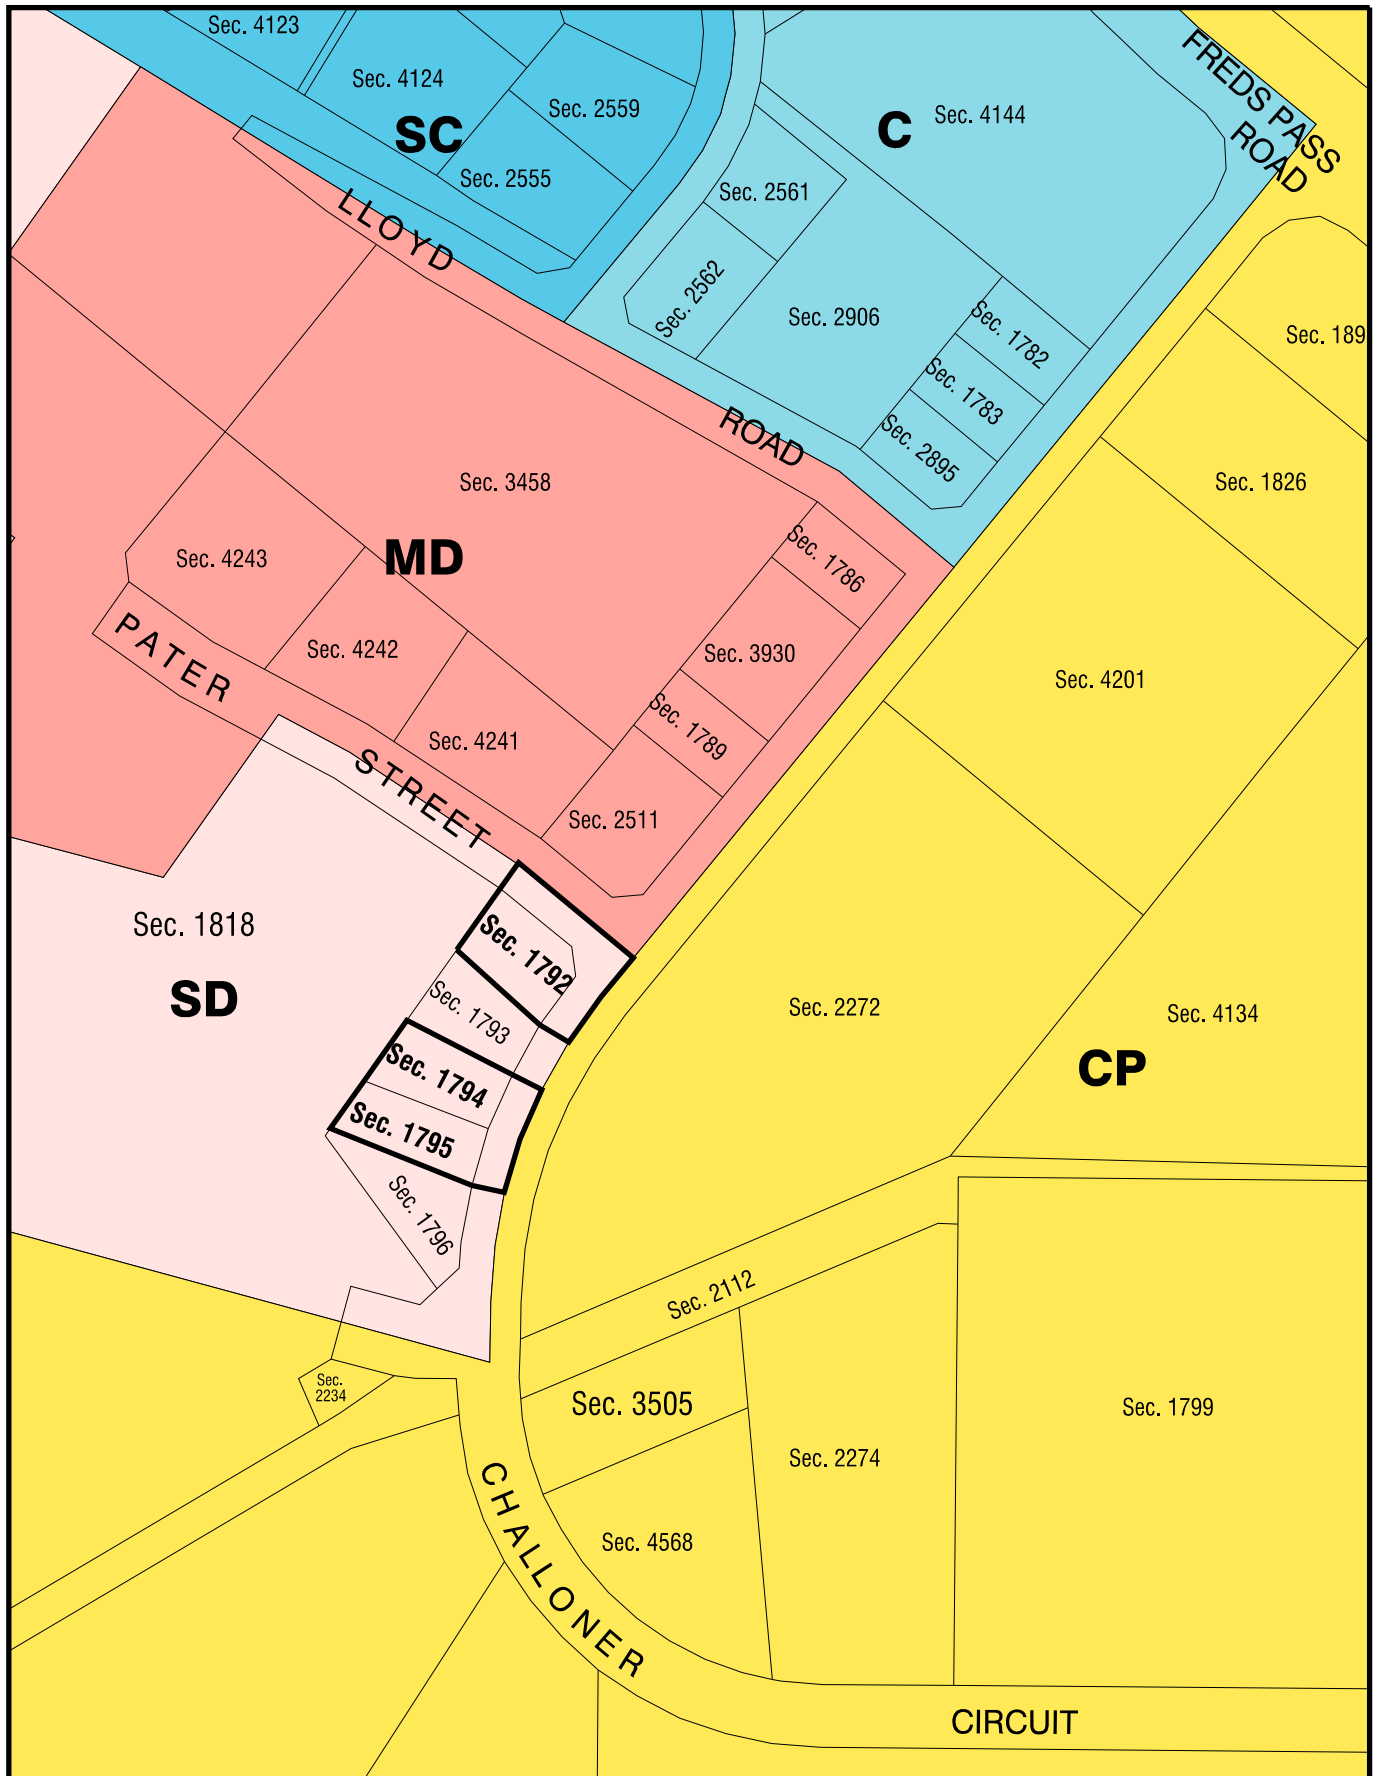 Sec. 4123
Sec. 4124
SC
Sec. 2559
Sec. 2555
C
Sec. 4144
FREDS PASS
ROAD
Sec. 2561
Sec. 2562
Sec. 2906
Sec. 1782
Sec. 1783
Sec. 2895
LLOYD
ROAD
Sec. 189
Sec. 1826
Sec. 3458
MD
Sec. 4243
Sec. 4242
Sec. 4241
Sec. 1786
Sec. 3930
Sec. 1789
Sec. 2511
Sec. 4201
PATER
STREET
Sec. 1818
SD
Sec. 1792
Sec. 1793
Sec. 1794
Sec. 1795
Sec. 1796
Sec. 2272
Sec. 4134
CP
Sec. 2112
Sec.
2234
Sec. 3505
Sec. 2274
Sec. 1799
Sec. 4568
CHALLONER
CIRCUIT